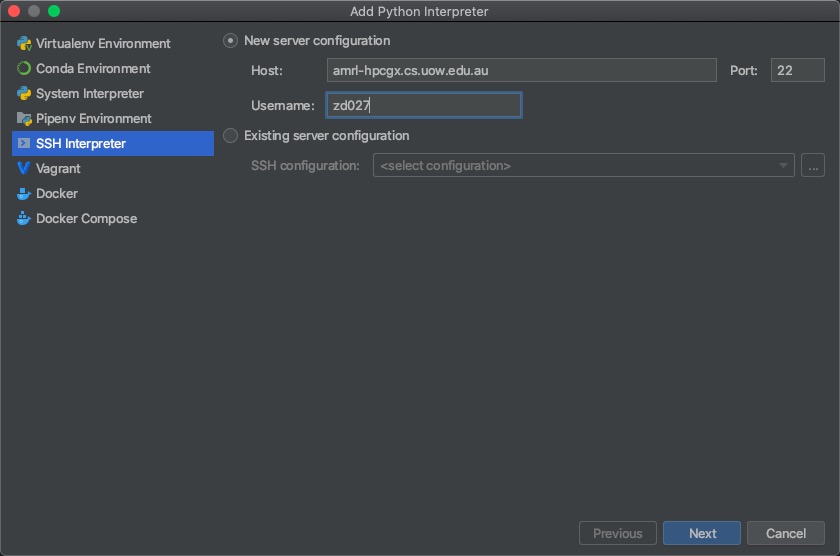 Add Python Interpreter
Virtualenv Environment
Conda Environment
System Interpreter
Pipenv Environment
SSH Interpreter
Vagrant
Docker
Docker Compose
New server configuration
Host: amrl-hpcgx.cs.uow.edu.au Port: 22
Username: zd027
Existing server configuration
SSH configuration: <select configuration> ...
Previous Next Cancel